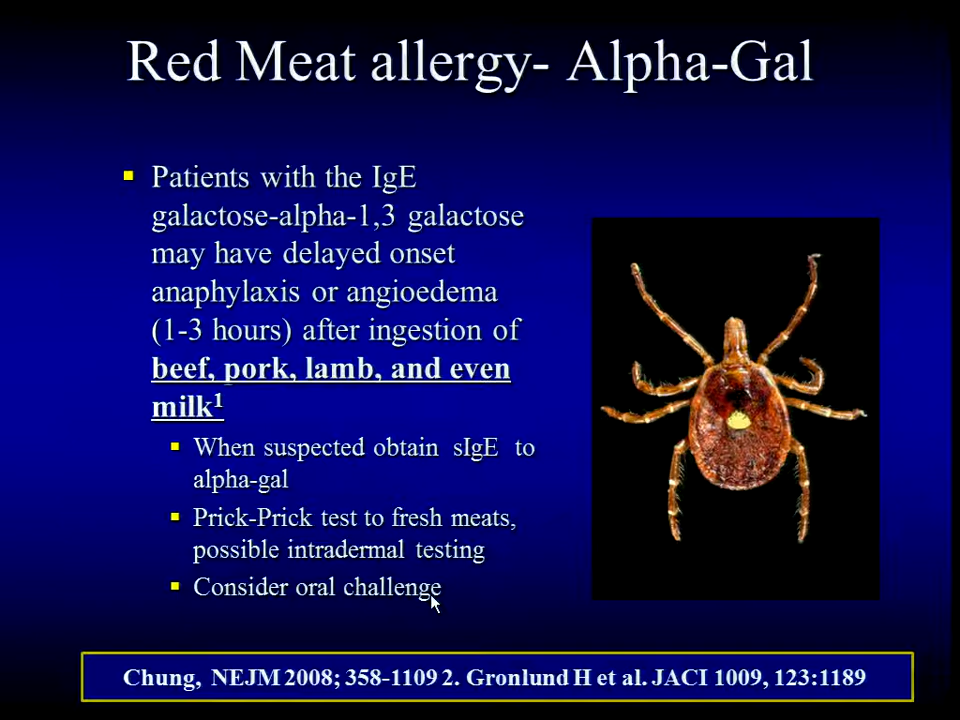 Red Meat allergy- Alpha-Gal
Patients with the IgE
galactose-alpha-1,3 galactose
may have delayed onset
anaphylaxis or angioedema
(1-3 hours) after ingestion of
beef, pork, lamb, and even
milk¹
When suspected obtain sIgE to
alpha-gal
Prick-Prick test to fresh meats,
possible intradermal testing
Consider oral challenge
Chung, NEJM 2008; 358-1109 2. Gronlund H et al. JACI 1009, 123:1189